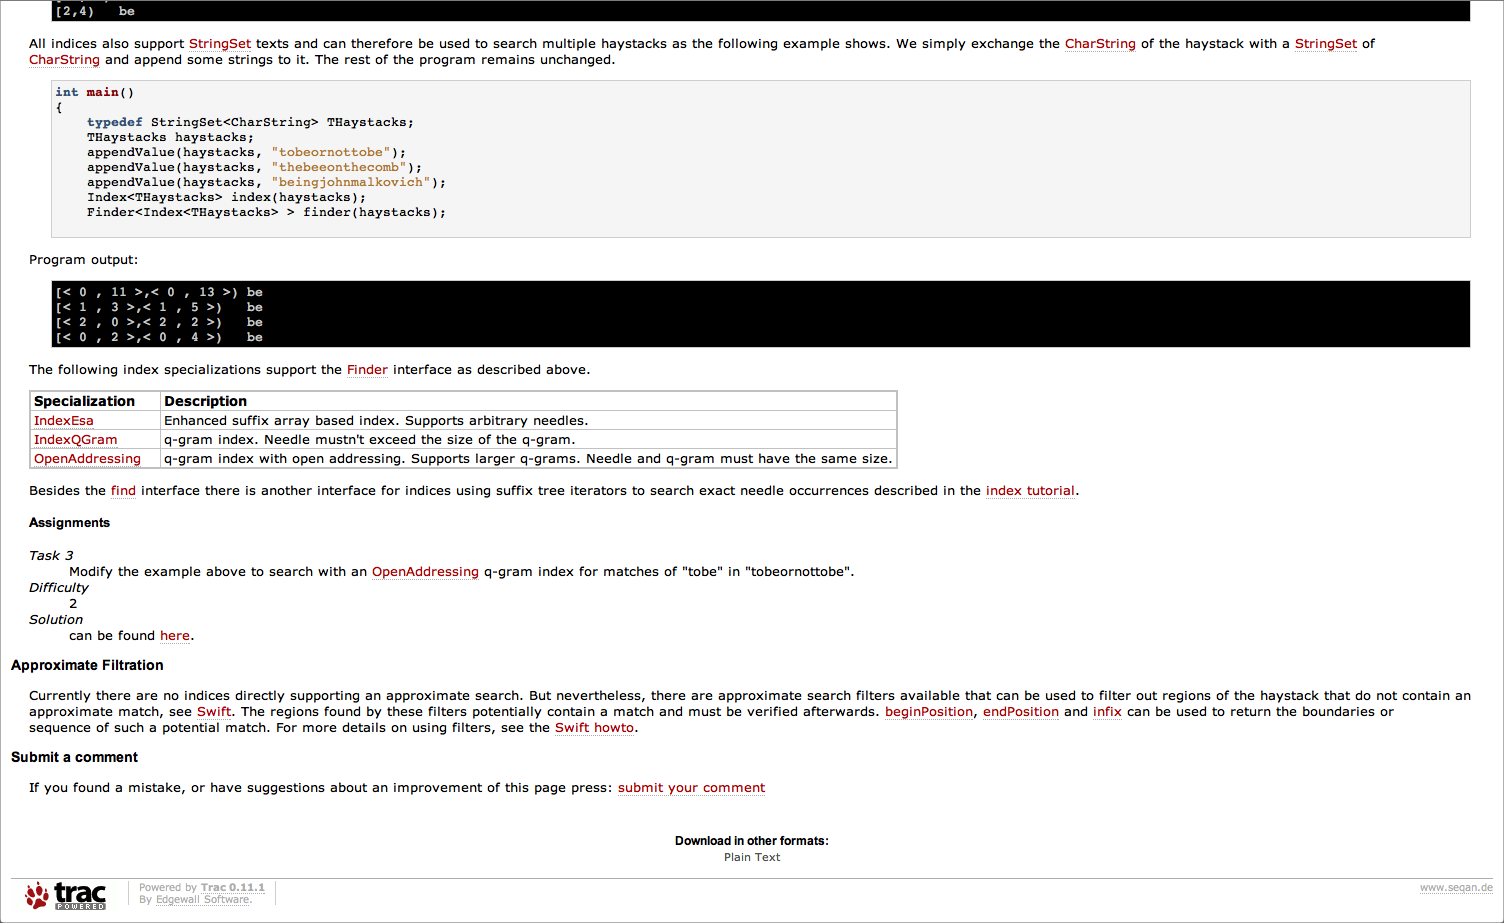 [2,4)   be
All indices also support StringSet texts and can therefore be used to search multiple haystacks as the following example shows. We simply exchange the CharString of the haystack with a StringSet of
CharString and append some strings to it. The rest of the program remains unchanged.
int main()
{
    typedef StringSet<CharString> THaystacks;
    THaystacks haystacks;
    appendValue(haystacks, "tobeornottobe");
    appendValue(haystacks, "thebeeonthecomb");
    appendValue(haystacks, "beingjohnmalkovich");
    Index<THaystacks> index(haystacks);
    Finder<Index<THaystacks> > finder(haystacks);
Program output:
[< 0 , 11 >,< 0 , 13 >) be
[< 1 , 3 >,< 1 , 5 >)   be
[< 2 , 0 >,< 2 , 2 >)   be
[< 0 , 2 >,< 0 , 4 >)   be
The following index specializations support the Finder interface as described above.
Specialization Description
IndexEsa Enhanced suffix array based index. Supports arbitrary needles.
IndexQGram q-gram index. Needle mustn't exceed the size of the q-gram.
OpenAddressing q-gram index with open addressing. Supports larger q-grams. Needle and q-gram must have the same size.
Besides the find interface there is another interface for indices using suffix tree iterators to search exact needle occurrences described in the index tutorial.
Assignments
Task 3
Modify the example above to search with an OpenAddressing q-gram index for matches of "tobe" in "tobeornottobe".
Difficulty
2
Solution
can be found here.
Approximate Filtration
Currently there are no indices directly supporting an approximate search. But nevertheless, there are approximate search filters available that can be used to filter out regions of the haystack that do not contain an
approximate match, see Swift. The regions found by these filters potentially contain a match and must be verified afterwards. beginPosition, endPosition and infix can be used to return the boundaries or
sequence of such a potential match. For more details on using filters, see the Swift howto.
Submit a comment
If you found a mistake, or have suggestions about an improvement of this page press: submit your comment
Download in other formats:
Plain Text
trac
POWERED
Powered by Trac 0.11.1
By Edgewall Software.
www.seqan.de